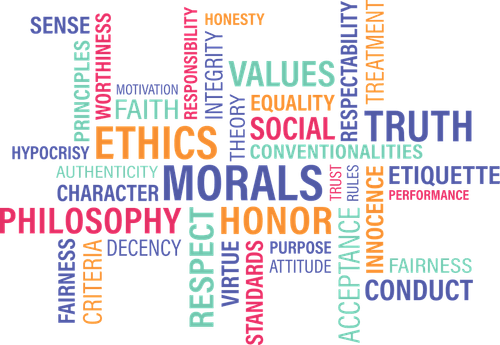 SENSE
PRINCIPLES
WORTHINESS
RESPONSIBILITY
HONESTY
INTEGRITY
MOTIVATION
FAITH
VALUES
RESPECTABILITY
TREATMENT
EQUALITY
THEORY
SOCIAL
TRUTH
ETHICS
HYPOCRISY
CONVENTIONALITIES
AUTHENTICITY
CHARACTER
MORALS
TRUST
RULES
INNOCENCE
ETIQUETTE
PERFORMANCE
PHILOSOPHY
RESPECT
HONOR
ACCEPTANCE
FAIRNESS
CRITERIA
DECENCY
VIRTUE
STANDARDS
PURPOSE
ATTITUDE
FAIRNESS
CONDUCT